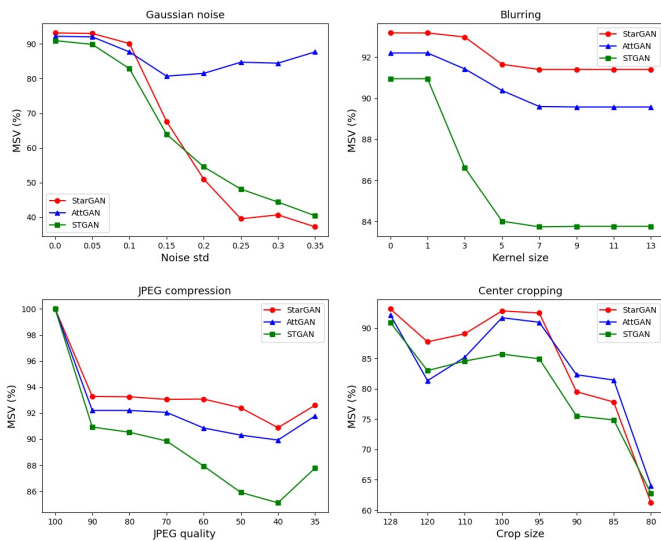 Gaussian noise
MSV (%)
90
80
70
60
50
40
StarGAN
AttGAN
STGAN
0.0 0.05 0.1 0.15 0.2 0.25 0.3 0.35
Noise std
Blurring
MSV (%)
92
90
88
86
84
StarGAN
AttGAN
STGAN
0 1 3 5 7 9 11 13
Kernel size
JPEG compression
MSV (%)
100
98
96
94
92
90
88
86
StarGAN
AttGAN
STGAN
100 90 80 70 60 50 40 35
JPEG quality
Center cropping
MSV (%)
90
85
80
75
70
65
60
StarGAN
AttGAN
STGAN
128 120 110 100 95 90 85 80
Crop size